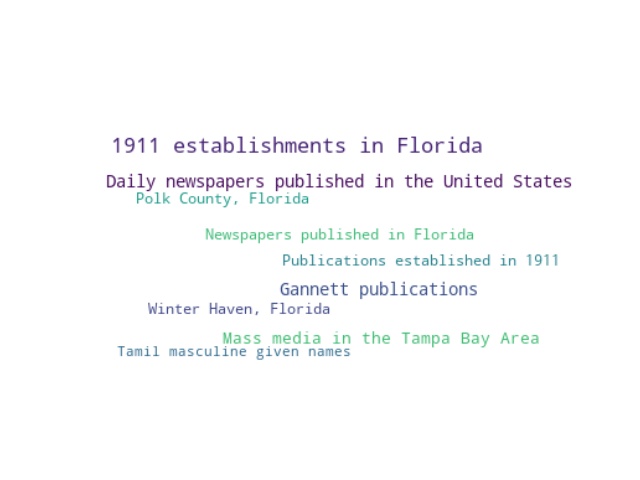 1911 establishments in Florida
Daily newspapers published in the United States
Polk County, Florida
Newspapers published in Florida
Publications established in 1911
Gannett publications
Winter Haven, Florida
Mass media in the Tampa Bay Area
Tamil masculine given names